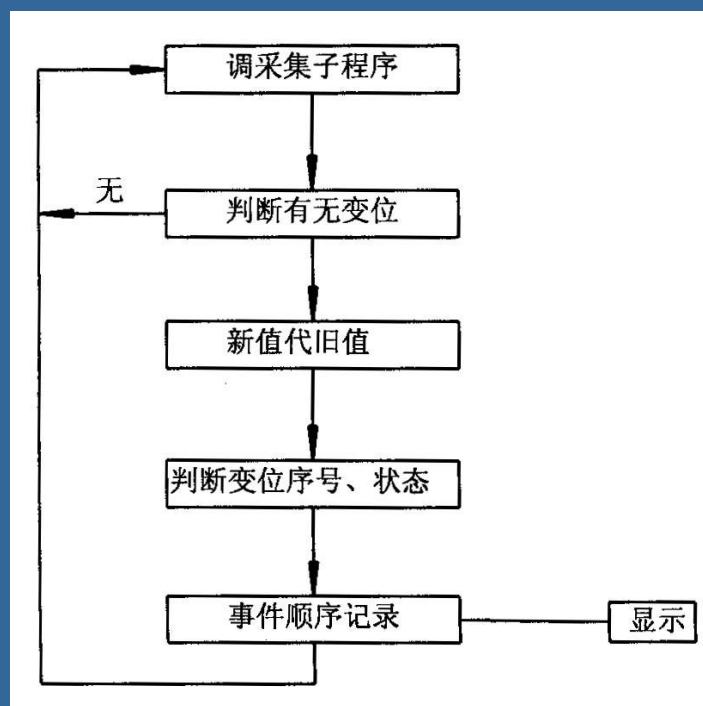 调采集子程序
无
判断有无变位
新值代旧值
判断变位序号、状态
事件顺序记录
显示